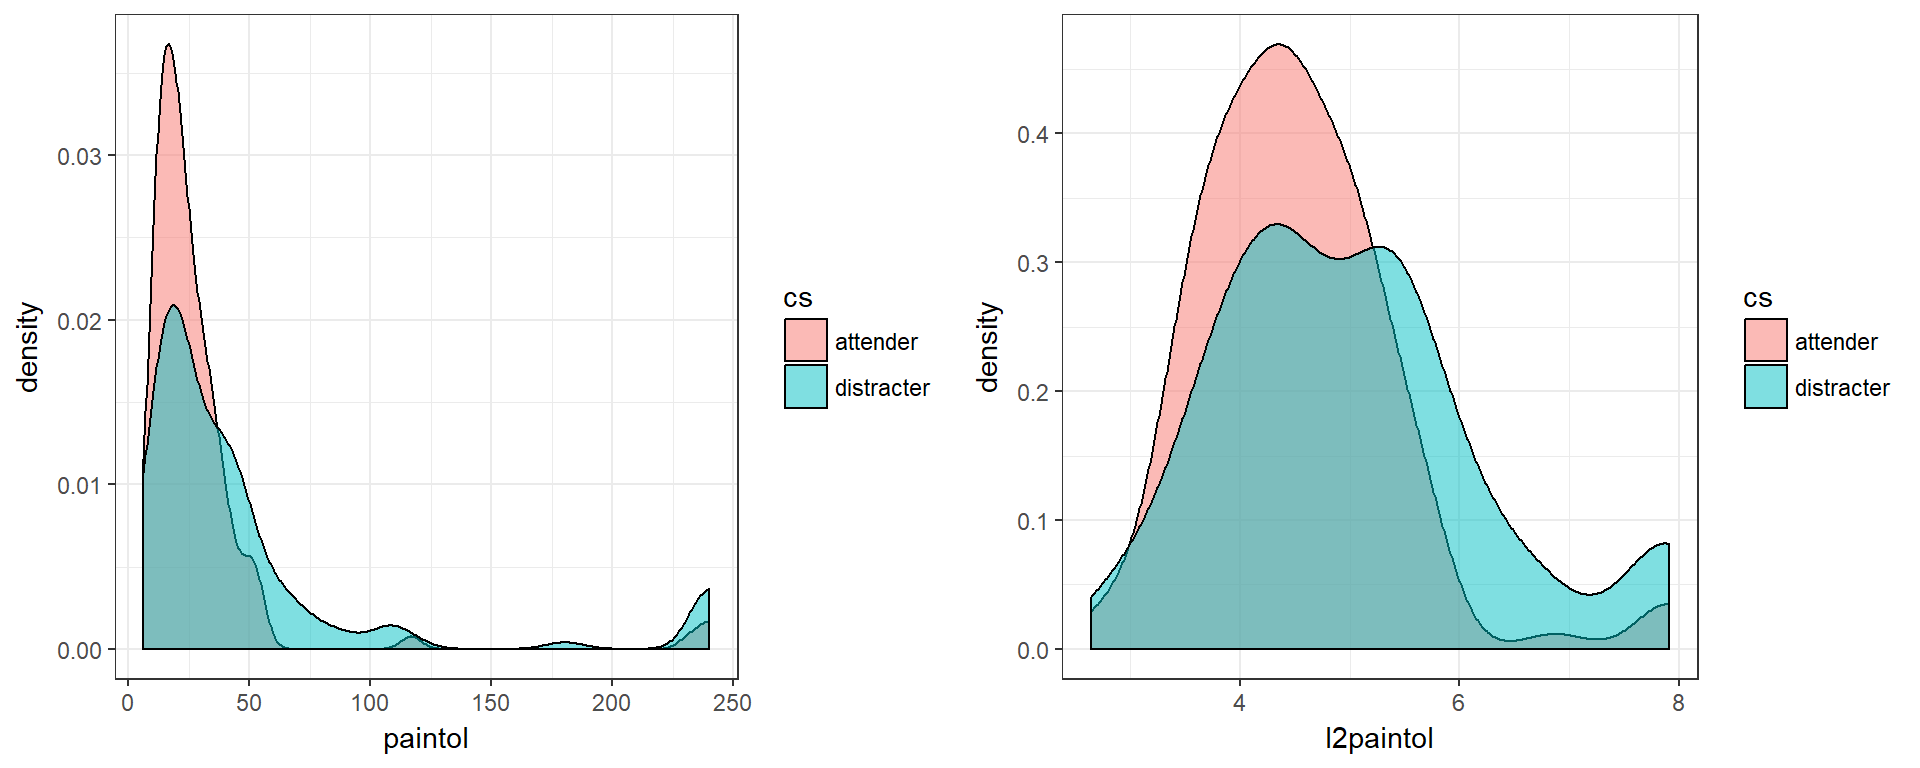 density
0.03
0.02
0.01
0.00
0 50 100 150 200 250
paintol
cs
attender
distracter
density
0.4
0.3
0.2
0.1
0.0
4 6 8
l2paintol
cs
attender
distracter